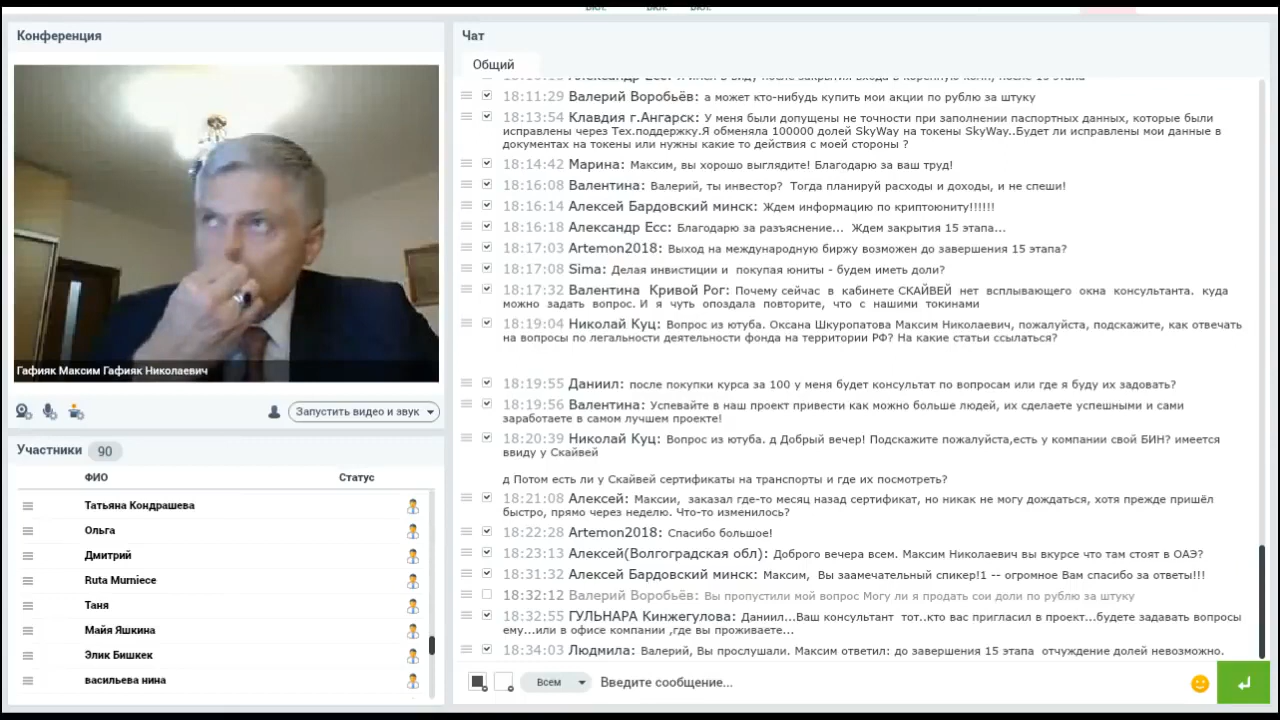 Конференция
Гафияк Максим Гафияк Николаевич
Запустить видео и звук
Участники 90
ФИО Статус
Татьяна Кондрашева
Ольга
Дмитрий
Ruta Murniece
Таня
Майя Яшкина
Элик Бишкек
васильева нина
Чат
Общий
18:11:29 Валерий Воробьёв: а может кто-нибудь купить мои акции по рублю за штуку
18:13:54 Клавдия г.Ангарск: У меня были допущены не точности при заполнении паспортных данных, которые были
исправлены через Тех.поддержку.Я обменяла 100000 долей SkyWay на токены SkyWay..Будет ли исправлены мои данные в
документах на токены или нужны какие то действия с моей стороны ?
18:14:42 Марина: Максим, вы хорошо выглядите! Благодарю за ваш труд!
18:16:08 Валентина: Валерий, ты инвестор? Тогда планируй расходы и доходы, и не спеши!
18:16:14 Алексей Бардовский минск: Ждем информацию по криптоюниту!!!!!!
18:16:18 Александр Есс: Благодарю за разъяснение... Ждем закрытия 15 этапа...
18:17:03 Artemon2018: Выход на международную биржу возможен до завершения 15 этапа?
18:17:08 Sima: Делая инвестиции и покупая юниты - будем иметь доли?
18:17:32 Валентина Кривой Рог: Почему сейчас в кабинете СКАЙВЕЙ нет всплывающего окна консультанта. куда
можно задать вопрос. И я чуть опоздала повторите, что с нашими токинами
18:19:04 Николай Куц: Вопрос из ютуба. Оксана Шкуропатова Максим Николаевич, пожалуйста, подскажите, как отвечать
на вопросы по легальности деятельности фонда на территории РФ? На какие статьи ссылаться?
18:19:55 Даниил: после покупки курса за 100 у меня будет консультат по вопросам или где я буду их задовать?
18:19:56 Валентина: Успевайте в наш проект привести как можно больше людей, их сделаете успешными и сами
заработаете в самом лучшем проекте!
18:20:39 Николай Куц: Вопрос из ютуба. д Добрый вечер! Подскажите пожалуйста,есть у компании свой БИН? имеется
ввиду у Скайвей
д Потом есть ли у Скайвей сертификаты на транспорты и где их посмотреть?
18:21:08 Алексей: Максии, заказал где-то месяц назад сертификат, но никак не могу дождаться, хотя прежде пришёл
быстро, прямо через неделю. Что-то изменилось?
18:22:28 Artemon2018: Спасибо большое!
18:23:13 Алексей(Волгоградская обл): Доброго вечера всем. Максим Николаевич вы вкурсе что там стоят в ОАЭ?
18:31:32 Алексей Бардовский минск: Максим, Вы заамечательный спикер!1 -- огромное Вам спасибо за ответы!!!
18:32:12 Валерий Воробьёв: Вы пропустили мой вопрос Могу ли я продать сои доли по рублю за штуку
18:32:55 ГУЛЬНАРА Кинжегулова: Даниил...Ваш консультант тот..кто вас пригласил в проект...будете задавать вопросы
ему...или в офисе компании ,где вы проживаете...
18:34:03 Людмила: Валерий, Вы прослушали. Максим ответил: до завершения 15 этапа отчуждение долей невозможно.
Всем Введите сообщение...